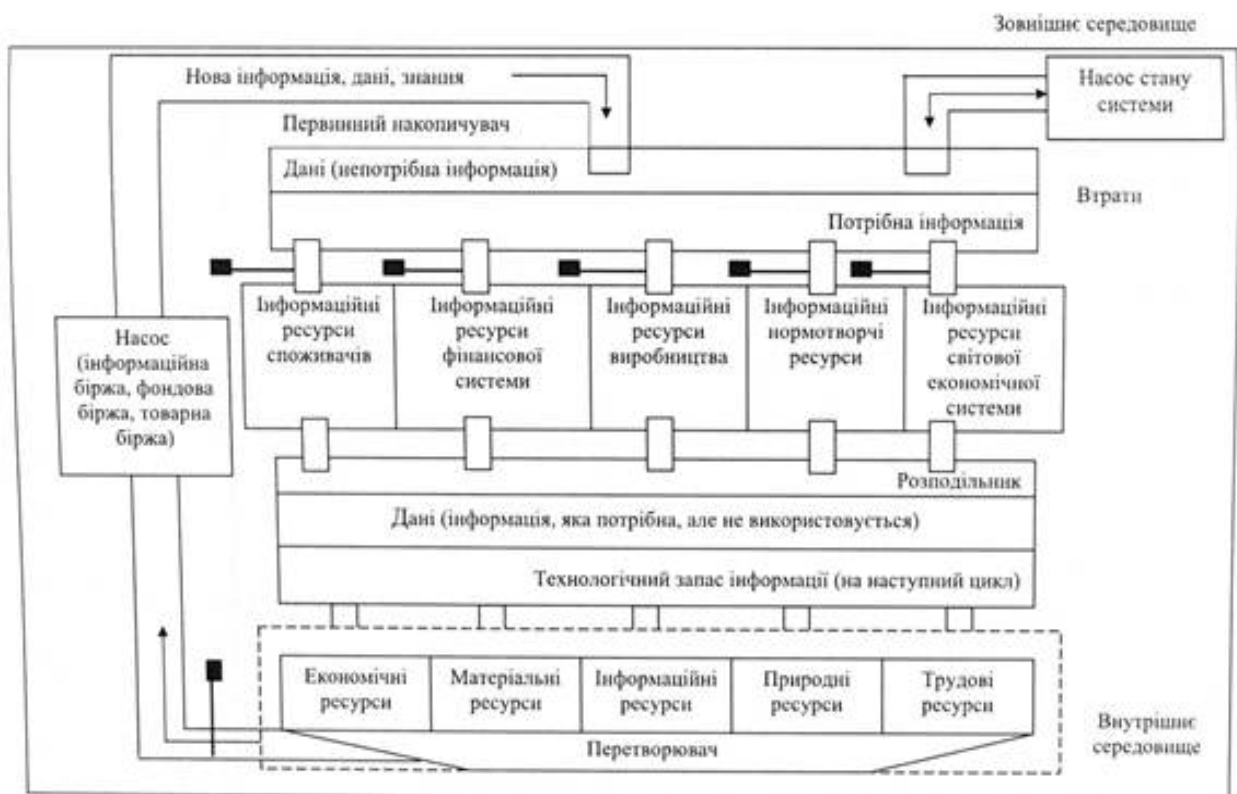 Зовнішнє середовище
Нова інформація, дані, знання
Насос стану
системи
Первинний накопичувач
Дані (непотрібна інформація)
Втрати
Потрібна інформація
Інформаційні
ресурси
споживачів
Інформаційні
ресурси
фінансової
системи
Інформаційні
ресурси
виробництва
Інформаційні
нормотворчі
ресурси
Інформаційні
ресурси
світової
економічної
системи
Насос
(інформаційна
біржа, фондова
біржа, товарна
біржа)
Розподільник
Дані (інформація, яка потрібна, але не використовується)
Технологічний запас інформації (на наступний цикл)
Економічні
ресурси
Матеріальні
ресурси
Інформаційні
ресурси
Природні
ресурси
Трудові
ресурси
Перетворювач
Внутрішнє
середовище